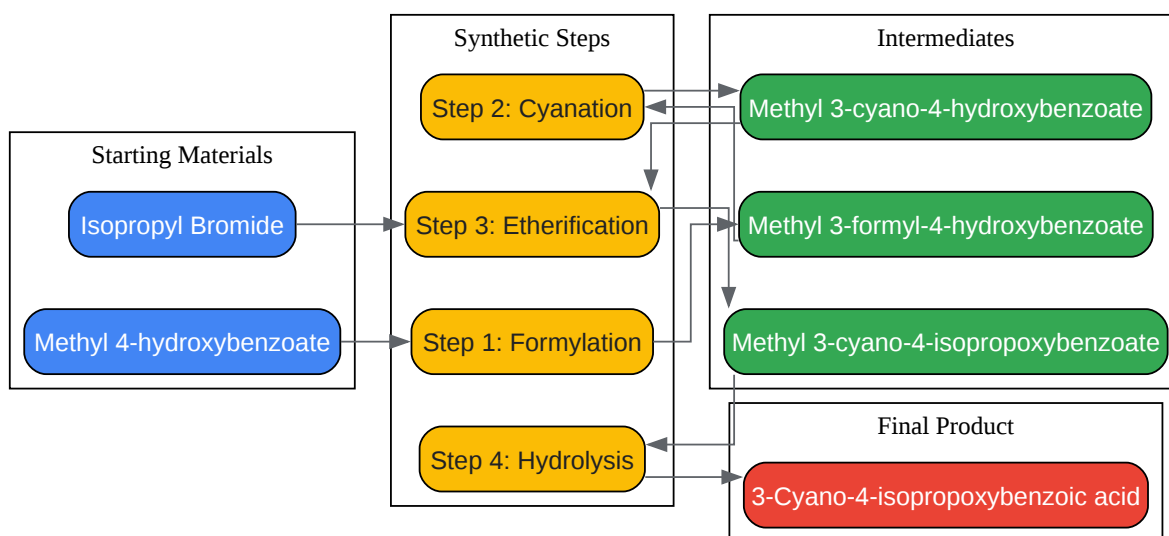 Starting Materials
Isopropyl Bromide
Methyl 4-hydroxybenzoate
Synthetic Steps
Step 2: Cyanation
Step 3: Etherification
Step 1: Formylation
Step 4: Hydrolysis
Intermediates
Methyl 3-cyano-4-hydroxybenzoate
Methyl 3-formyl-4-hydroxybenzoate
Methyl 3-cyano-4-isopropoxybenzoate
Final Product
3-Cyano-4-isopropoxybenzoic acid